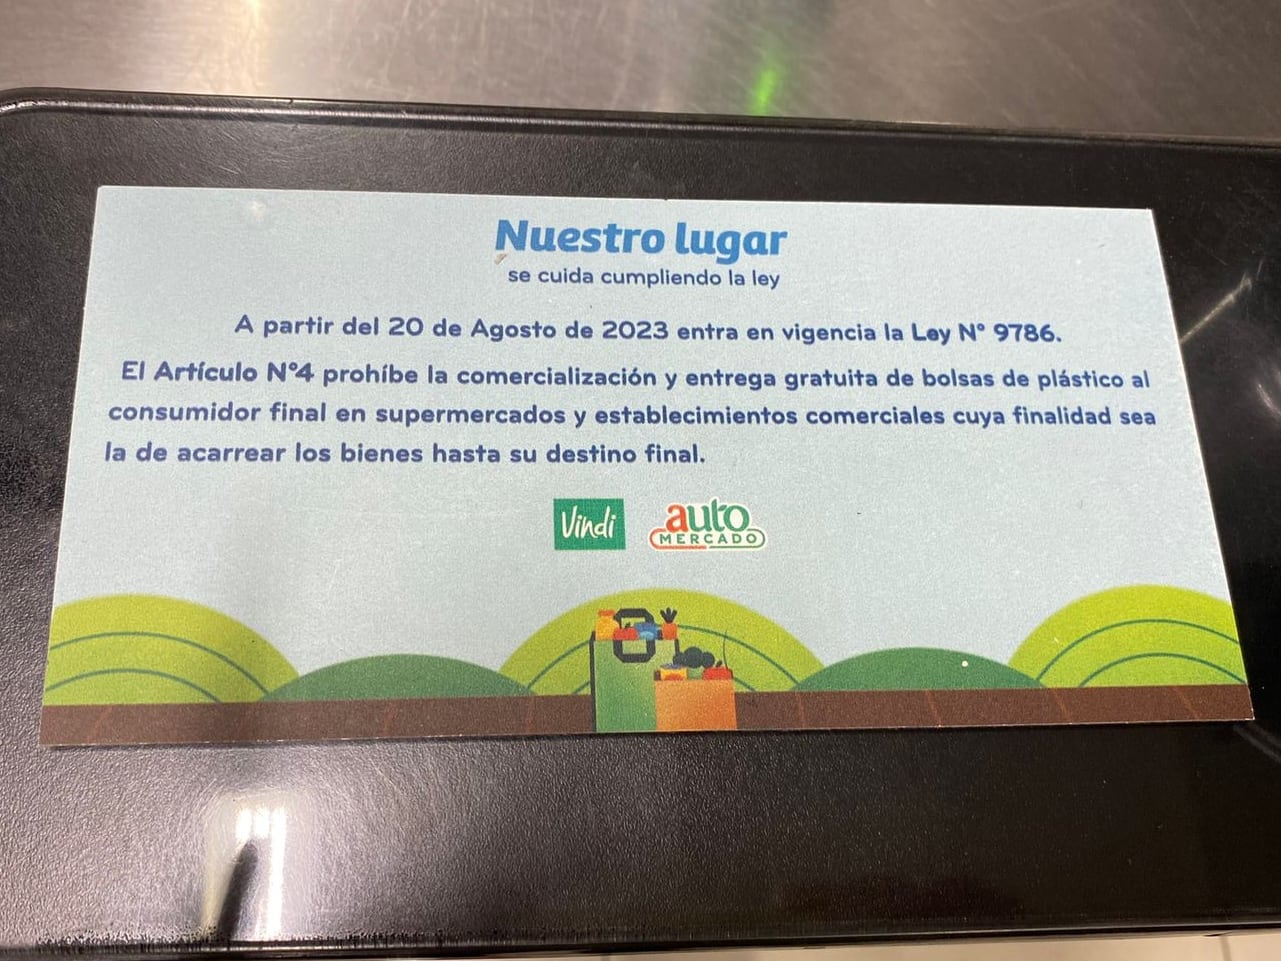 Nuestro lugar
se cuida cumpliendo la ley
A partir del 20 de Agosto de 2023 entra en vigencia la Ley N° 9786.
El Artículo N°4 prohíbe la comercialización y entrega gratuita de bolsas de plástico al
consumidor final en supermercados y establecimientos comerciales cuya finalidad sea
la de acarrear los bienes hasta su destino final.
Vindi
auto
MERCADO